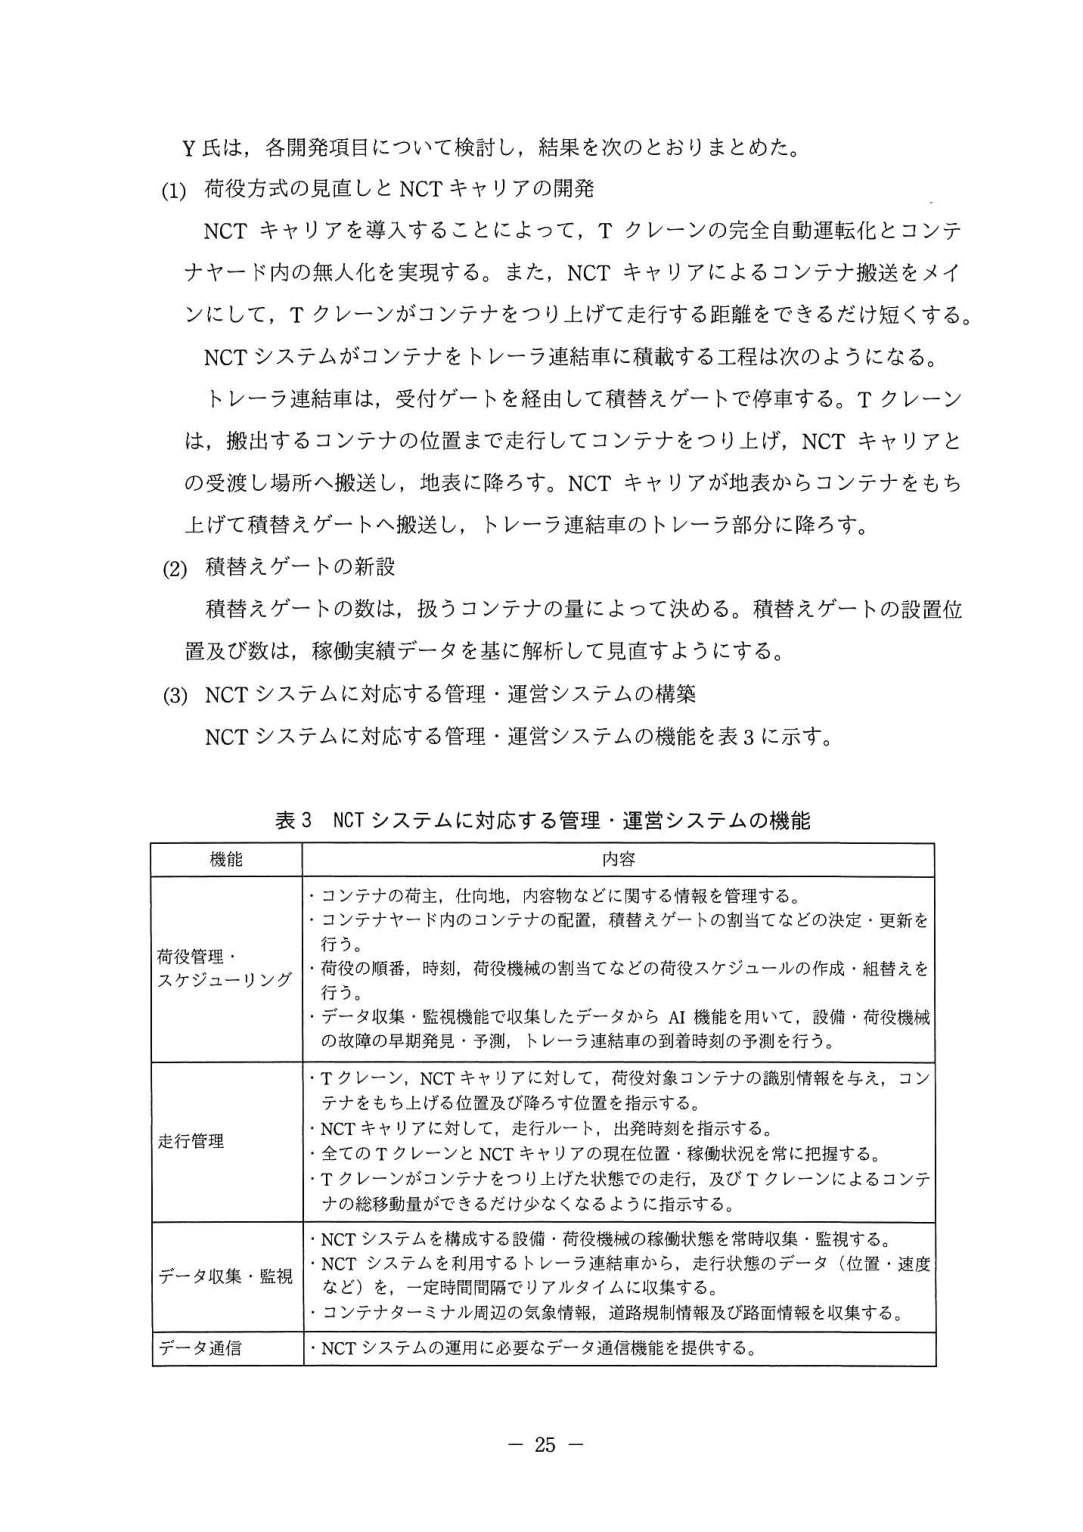 Y氏は，各開発項目について検討し，結果を次のとおりまとめた。
(1) 荷役方式の見直しと NCT キャリアの開発
NCT キャリアを導入することによって，T クレーンの完全自動運転化とコンテ
ナヤード内の無人化を実現する。また，NCT キャリアによるコンテナ搬送をメイ
ンにして，T クレーンがコンテナをつり上げて走行する距離をできるだけ短くする。
NCT システムがコンテナをトレーラ連結車に積載する工程は次のようになる。
トレーラ連結車は，受付ゲートを経由して積替えゲートで停車する。T クレーン
は，搬出するコンテナの位置まで走行してコンテナをつり上げ，NCT キャリアと
の受渡し場所へ搬送し，地表に降ろす。NCT キャリアが地表からコンテナをもち
上げて積替えゲートへ搬送し，トレーラ連結車のトレーラ部分に降ろす。
(2) 積替えゲートの新設
積替えゲートの数は，扱うコンテナの量によって決める。積替えゲートの設置位
置及び数は，稼働実績データを基に解析して見直すようにする。
(3) NCT システムに対応する管理・運営システムの構築
NCT システムに対応する管理・運営システムの機能を表 3 に示す。
表 3 NCT システムに対応する管理・運営システムの機能
機能
内容
荷役管理・
スケジューリング
・コンテナの荷主，仕向地，内容物などに関する情報を管理する。
・コンテナヤード内のコンテナの配置，積替えゲートの割当てなどの決定・更新を
行う。
・荷役の順番，時刻，荷役機械の割当てなどの荷役スケジュールの作成・組替えを
行う。
・データ収集・監視機能で収集したデータから AI 機能を用いて，設備・荷役機械
の故障の早期発見・予測，トレーラ連結車の到着時刻の予測を行う。
走行管理
・T クレーン，NCT キャリアに対して，荷役対象コンテナの識別情報を与え，コン
テナをもち上げる位置及び降ろす位置を指示する。
・NCT キャリアに対して，走行ルート，出発時刻を指示する。
・全ての T クレーンと NCT キャリアの現在位置・稼働状況を常に把握する。
・T クレーンがコンテナをつり上げた状態での走行，及び T クレーンによるコンテ
ナの総移動量ができるだけ少なくなるように指示する。
データ収集・監視
・NCT システムを構成する設備・荷役機械の稼働状態を常時収集・監視する。
・NCT システムを利用するトレーラ連結車から，走行状態のデータ（位置・速度
など）を，一定時間間隔でリアルタイムに収集する。
・コンテナターミナル周辺の気象情報，道路規制情報及び路面情報を収集する。
データ通信
・NCT システムの運用に必要なデータ通信機能を提供する。
－ 25 －